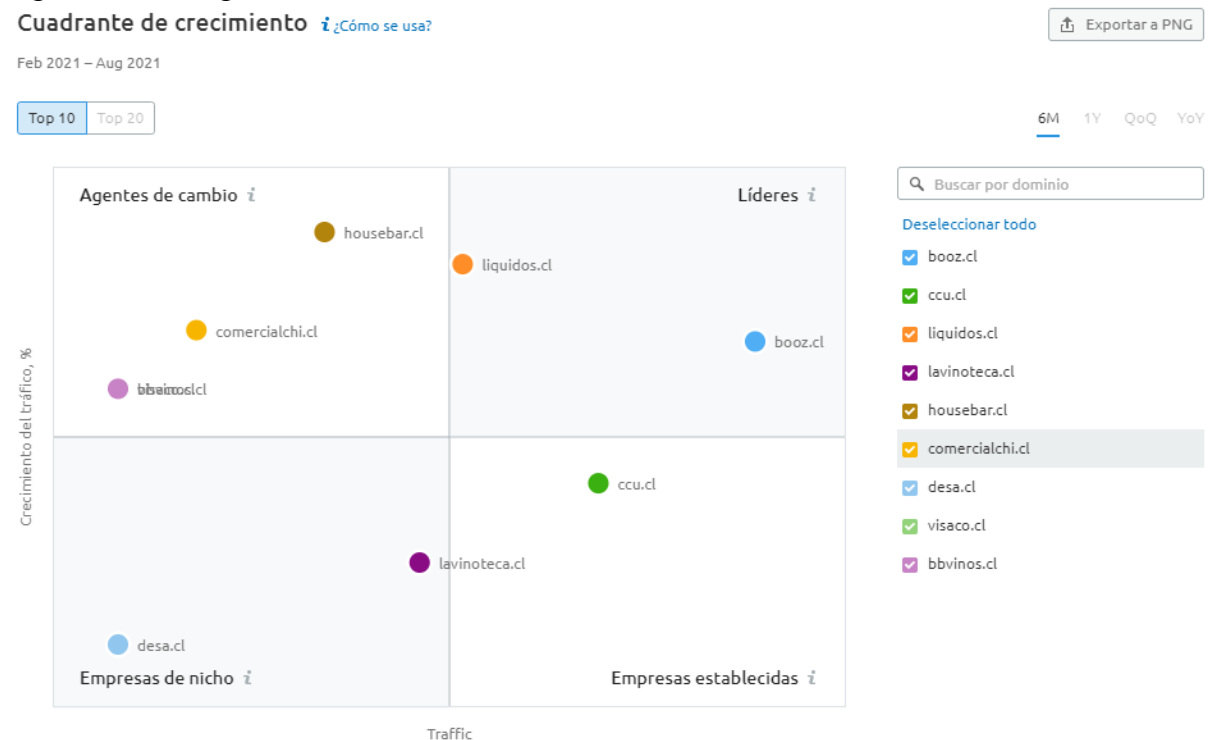 Cuadrante de crecimiento i ¿Cómo se usa?
Exportar a PNG
Feb 2021 – Aug 2021
Top 10 Top 20
6M 1Y QoQ YoY
Agentes de cambio i
Líderes i
housebar.cl
liquidos.cl
comercialchi.cl
booz.cl
Crecimiento del tráfico, %
ccu.cl
lavinoteca.cl
desa.cl
Empresas de nicho i
Empresas establecidas i
Traffic
Buscar por dominio
Deseleccionar todo
booz.cl
ccu.cl
liquidos.cl
lavinoteca.cl
housebar.cl
comercialchi.cl
desa.cl
visaco.cl
bbvinos.cl